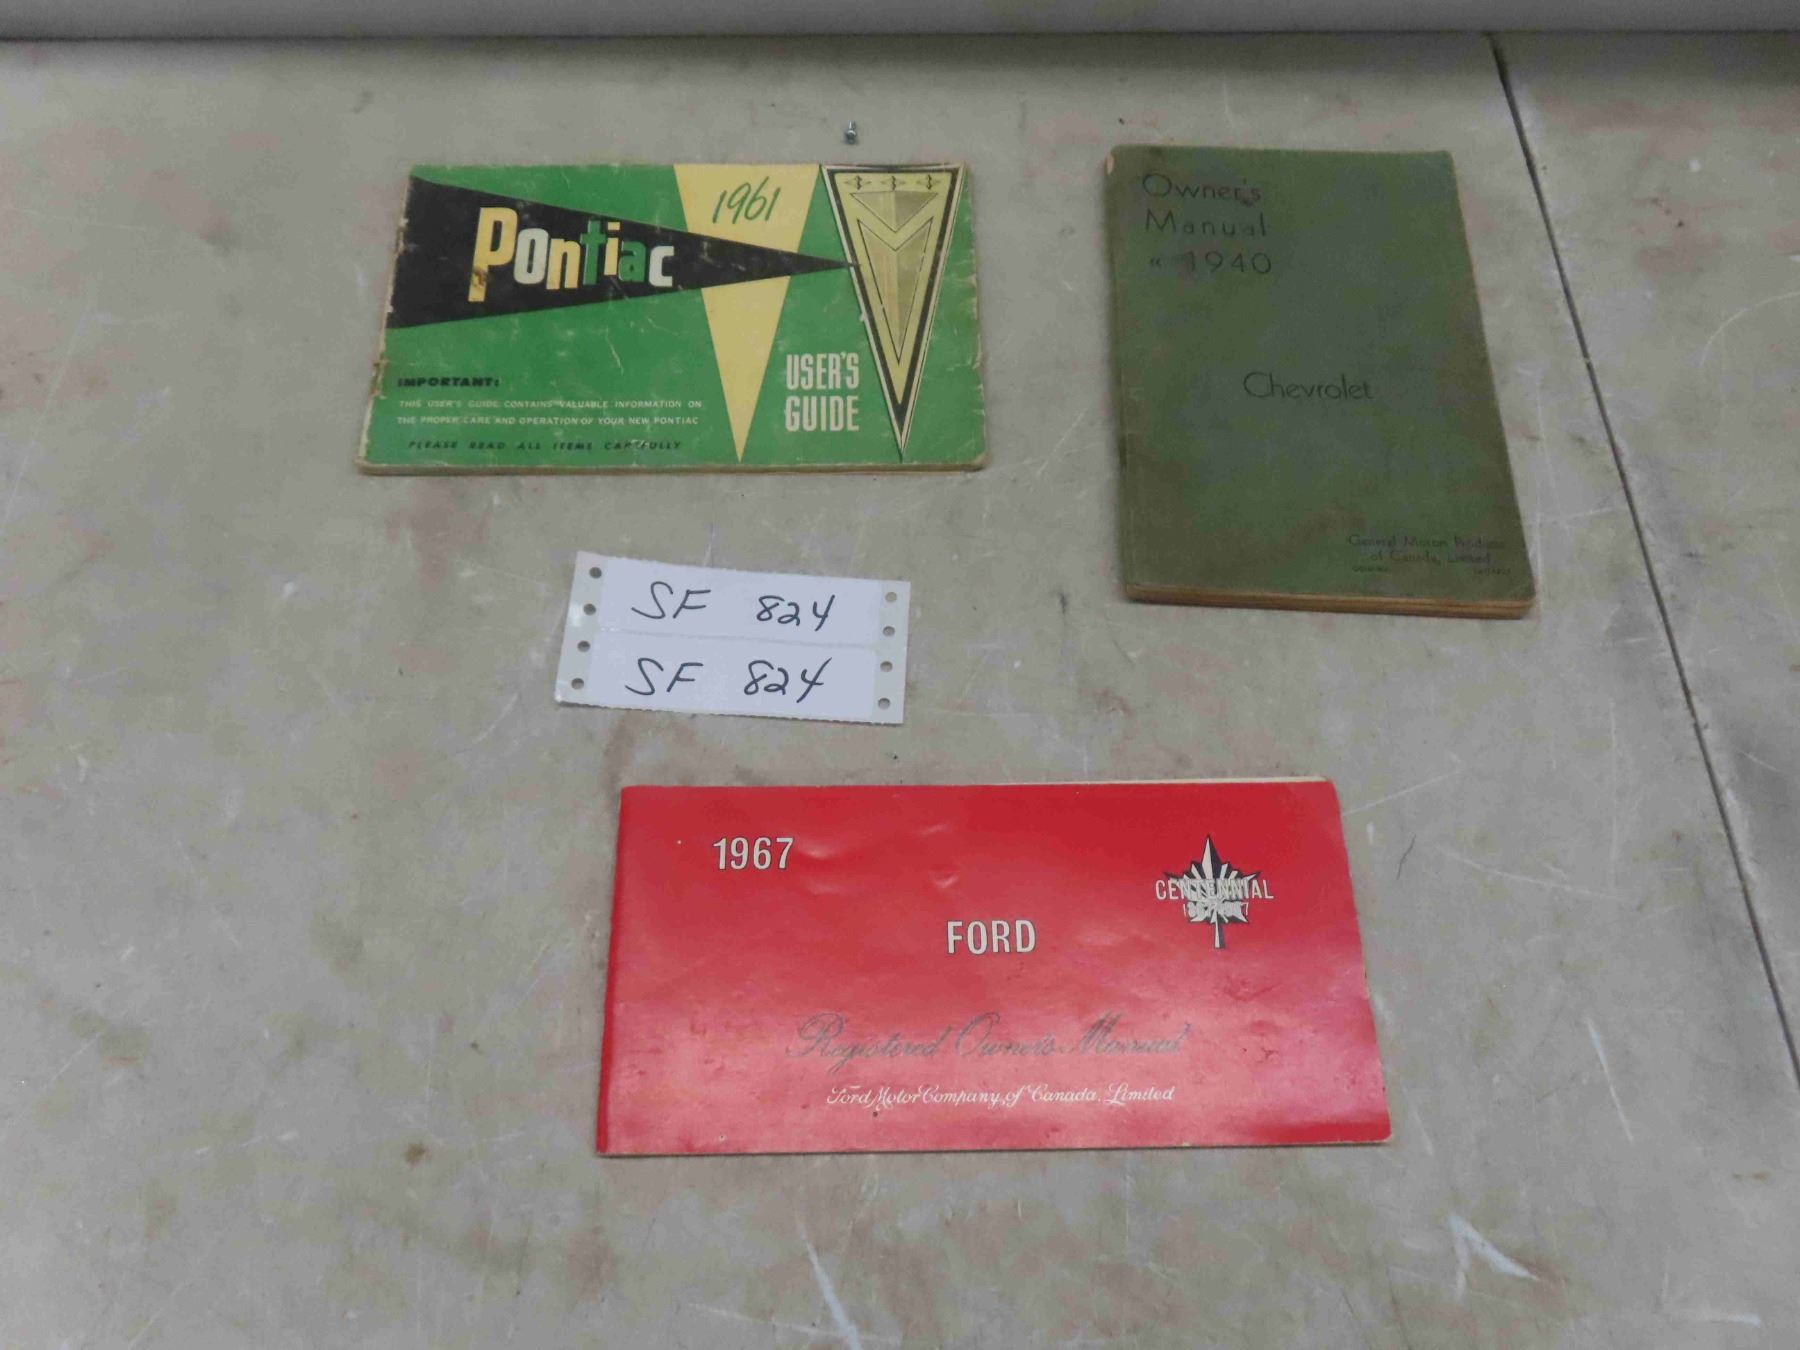 1961
Pontiac
USER'S
GUIDE
IMPORTANT:
THIS USER'S GUIDE CONTAINS VALUABLE INFORMATION ON
THE PROPER CARE AND OPERATION OF YOUR NEW PONTIAC
PLEASE READ ALL ITEMS CAREFULLY
Owner's
Manual
« 1940
Chevrolet
General Motors Products
of Canada, Limited
SF 824
SF 824
1967
CENTENNIAL
1867 1967
FORD
Registered Owner's Manual
Ford Motor Company of Canada, Limited